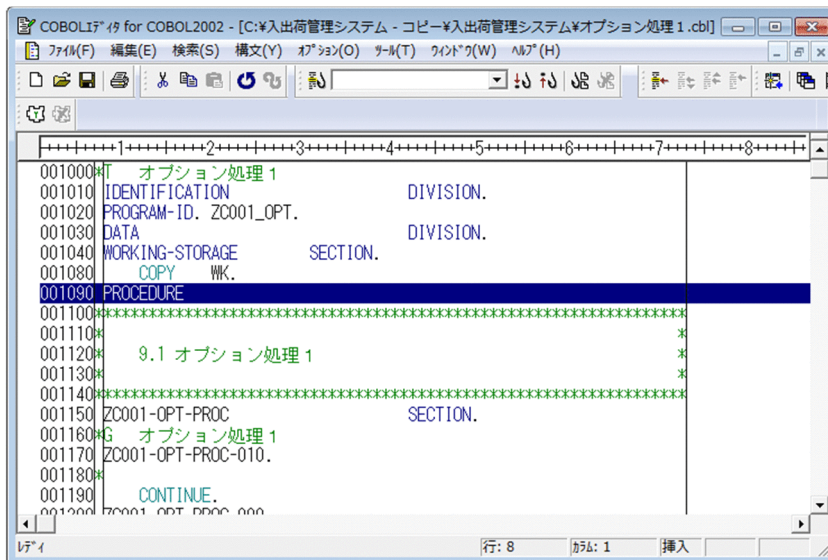 COBOLｴﾃﾞｨﾀ for COBOL2002 - [C:¥入出荷管理システム - コピー¥入出荷管理システム¥オプション処理１.cbl]
ﾌｧｲﾙ(F) 編集(E) 検索(S) 構文(Y) ｵﾌﾟｼｮﾝ(O) ﾂｰﾙ(T) ｳｨﾝﾄﾞｳ(W) ﾍﾙﾌﾟ(H)
├+++┼++++1++++┼++++2++++┼++++3++++┼++++4++++┼++++5++++┼++++6++++┼++++7++++┼++++8++++┼+
001000*T オプション処理１
001010 IDENTIFICATION DIVISION.
001020 PROGRAM-ID. ZC001_OPT.
001030 DATA DIVISION.
001040 WORKING-STORAGE SECTION.
001080 COPY WK.
001090 PROCEDURE
001100******************************************************************
001110* *
001120* 9.1 オプション処理１ *
001130* *
001140******************************************************************
001150 ZC001-OPT-PROC SECTION.
001160*G オプション処理１
001170 ZC001-OPT-PROC-010.
001180*
001190 CONTINUE.
ﾚﾃﾞｨ 行: 8 ｶﾗﾑ: 1 挿入